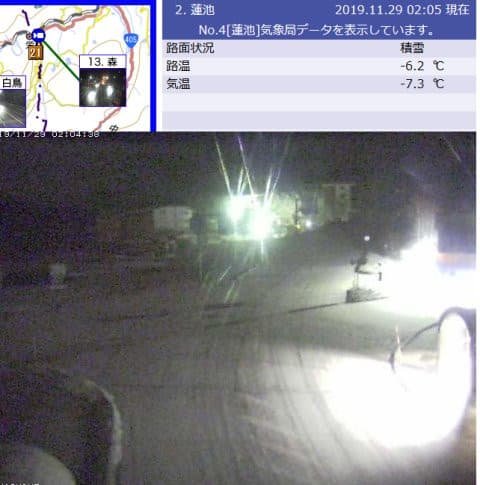 405
21
13. 森
白鳥
19/11/29 02:04:38
2. 蓮池 2019.11.29 02:05 現在
No.4[蓮池]気象局データを表示しています。
路面状況 積雪
路温 -6.2 ℃
気温 -7.3 ℃